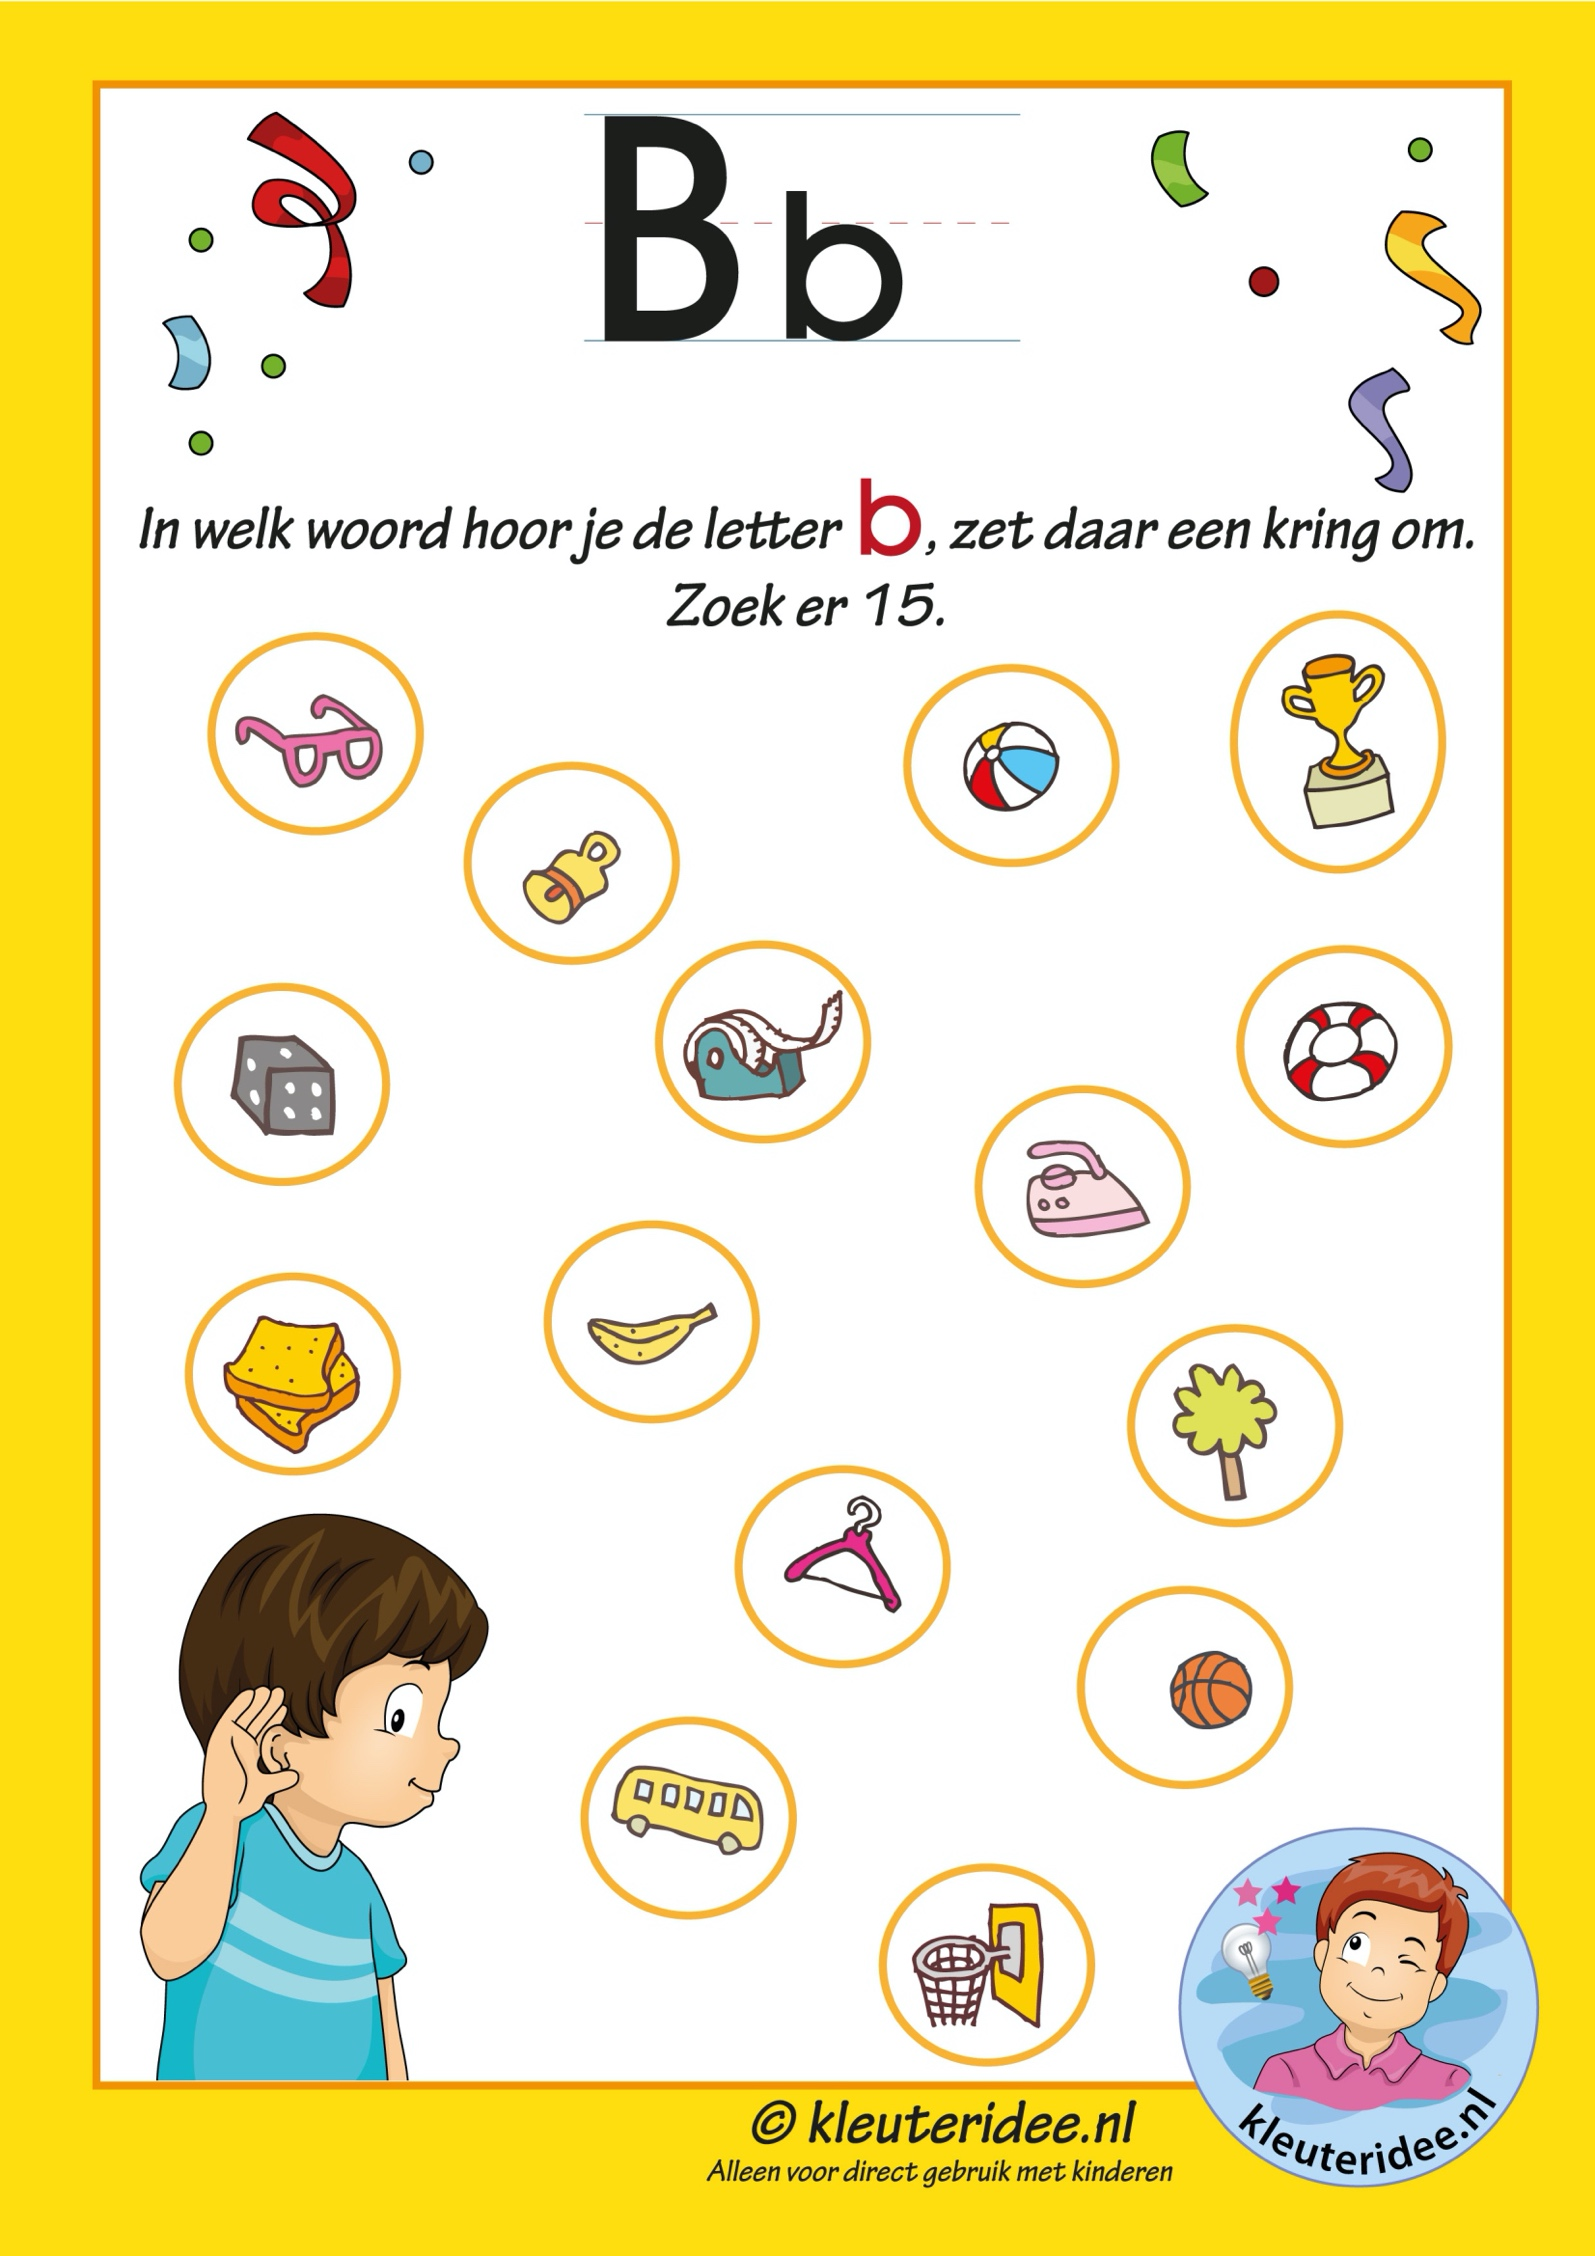 Bb
In welk woord hoor je de letter b, zet daar een kring om.
Zoek er 15.
© kleuteridee.nl
Alleen voor direct gebruik met kinderen
kleuteridee.nl